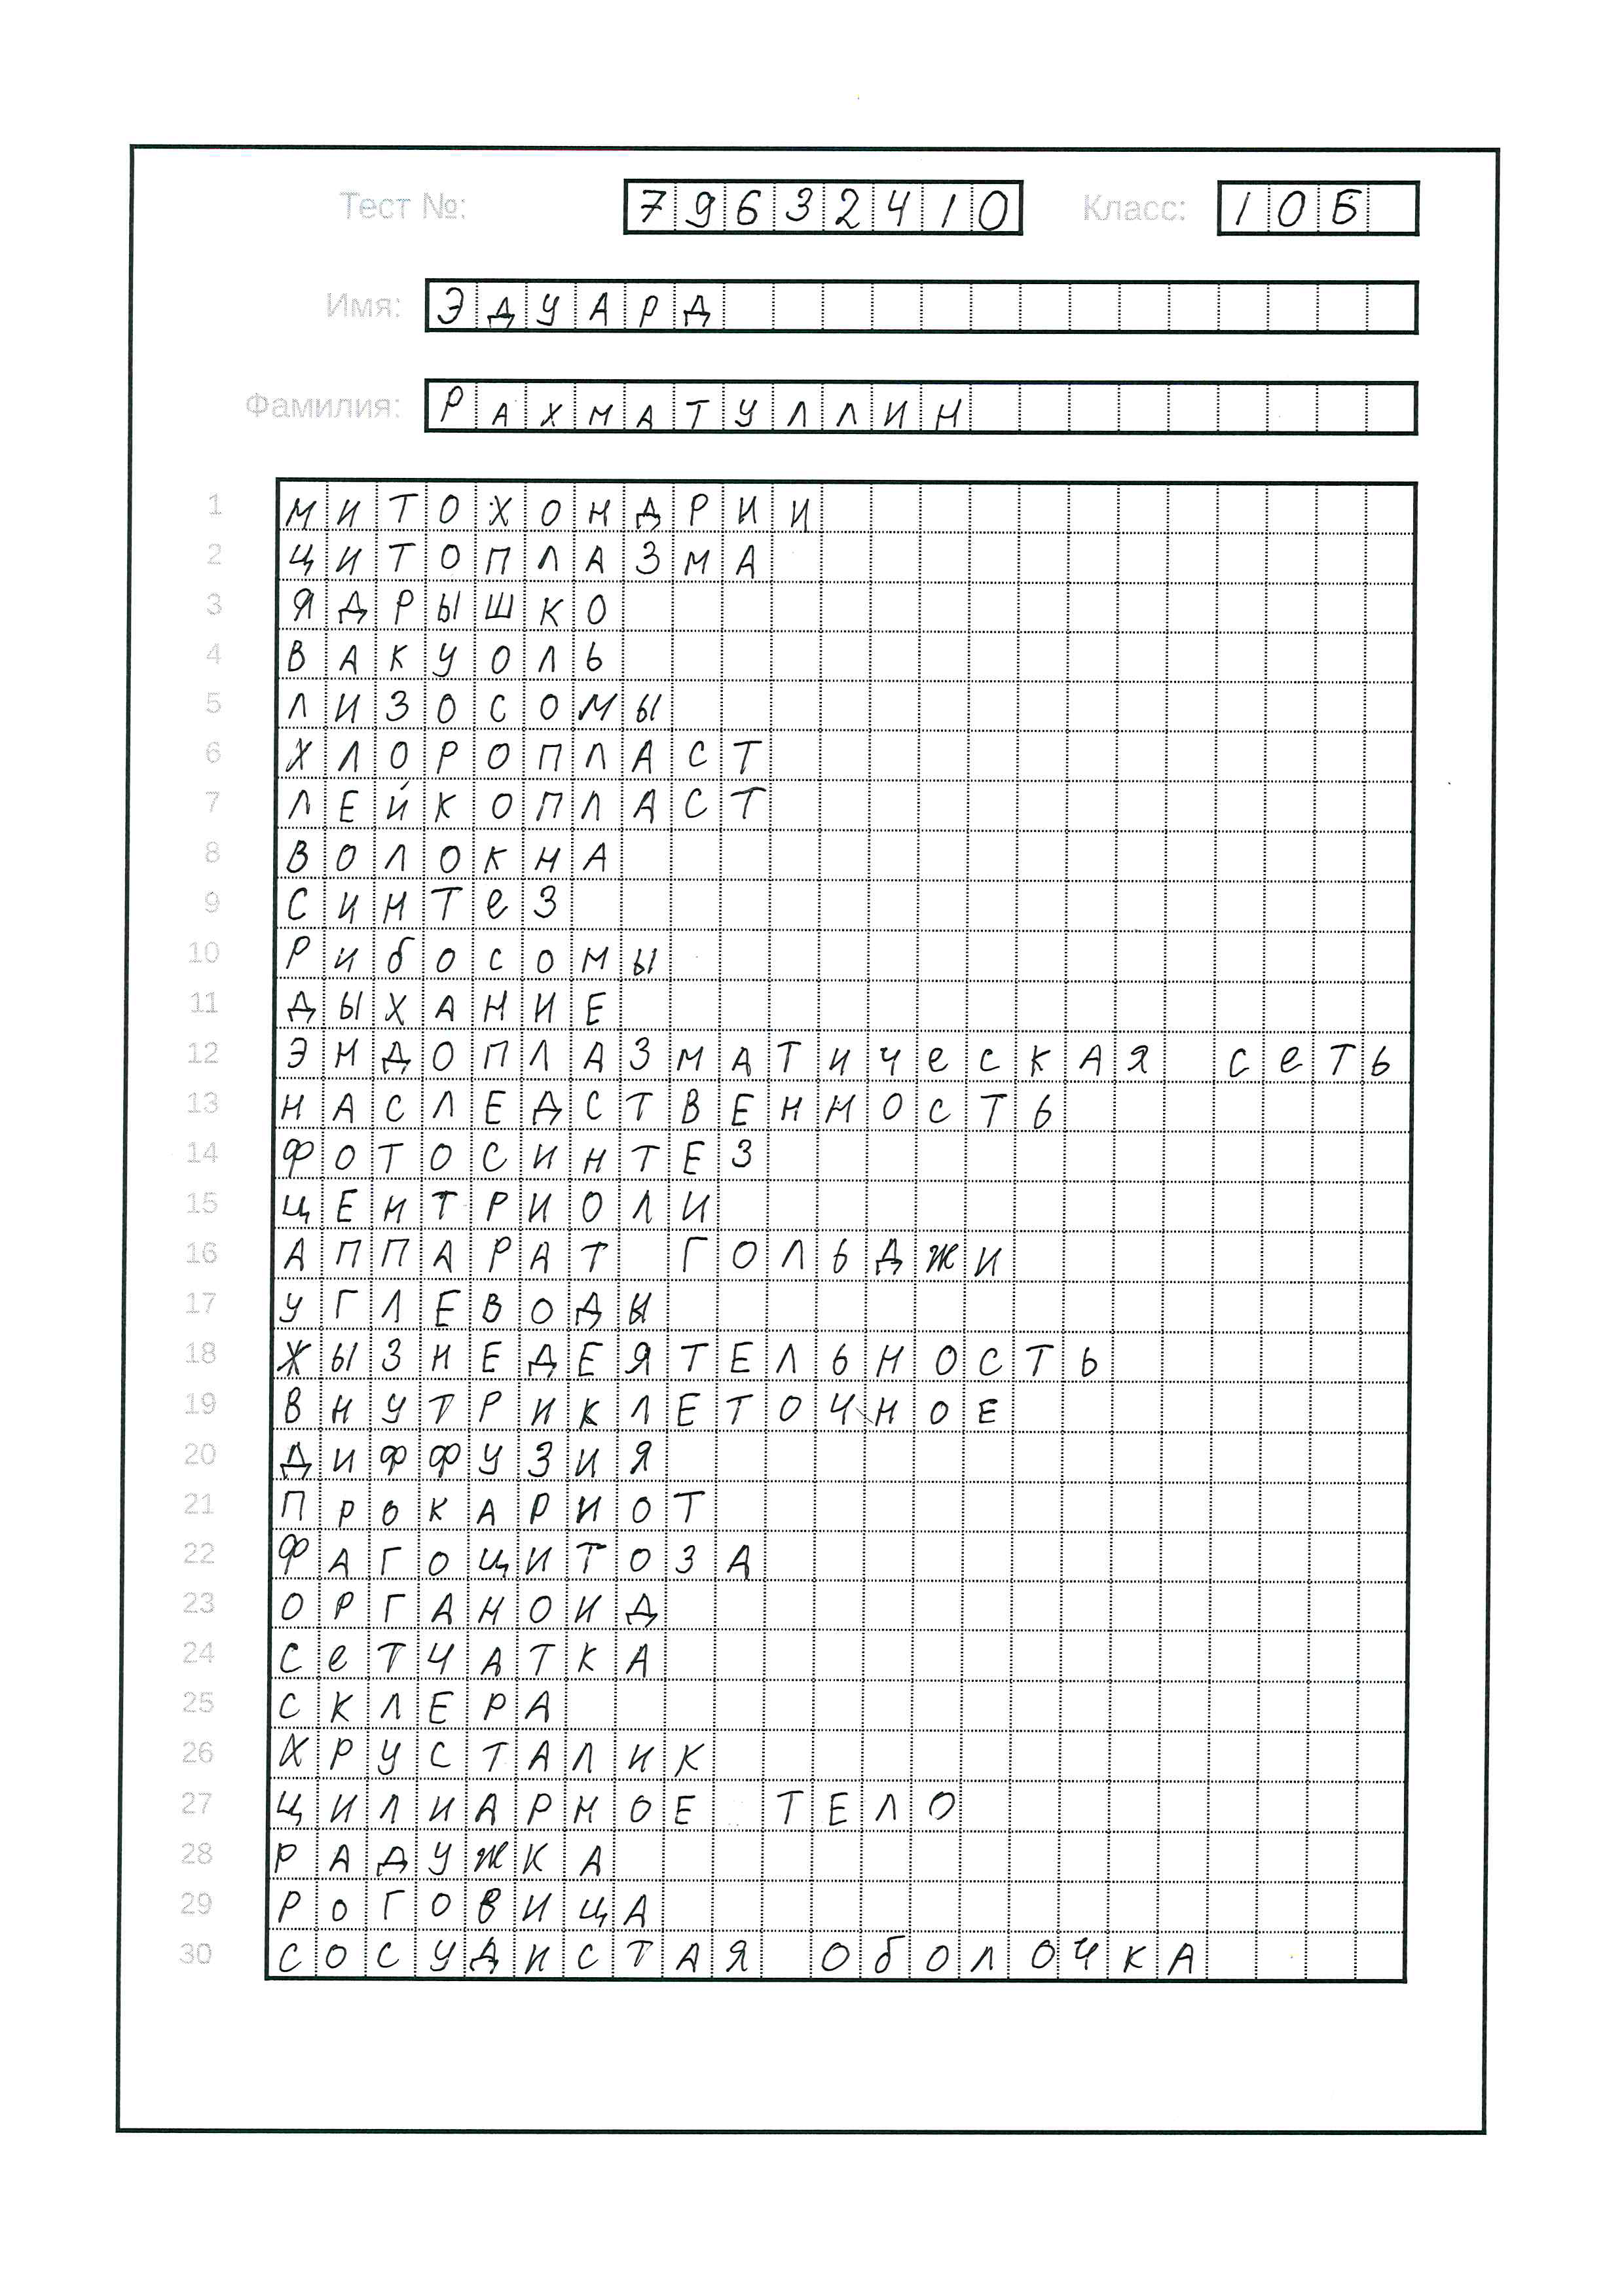 Тест №: 79632410 Класс: 10Б
Имя: ЭДУАРД
Фамилия: РАХМАТУЛЛИН
1 МИТОХОНДРИИ
2 ЦИТОПЛАЗМА
3 ЯДРЫШКО
4 ВАКУОЛЬ
5 ЛИЗОСОМЫ
6 ХЛОРОПЛАСТ
7 ЛЕЙКОПЛАСТ
8 ВОЛОКНА
9 СИНТЕЗ
10 РИБОСОМЫ
11 ДЫХАНИЕ
12 ЭНДОПЛАЗМАТИЧЕСКАЯ СЕТЬ
13 НАСЛЕДСТВЕННОСТЬ
14 ФОТОСИНТЕЗ
15 ЦЕНТРИОЛИ
16 АППАРАТ ГОЛЬДЖИ
17 УГЛЕВОДЫ
18 ЖЫЗНЕДЕЯТЕЛЬНОСТЬ
19 ВНУТРИКЛЕТОЧНОЕ
20 ДИФФУЗИЯ
21 ПРОКАРИОТ
22 ФАГОЦИТОЗА
23 ОРГАНОИД
24 СЕТЧАТКА
25 СКЛЕРА
26 ХРУСТАЛИК
27 ЦИЛИАРНОЕ ТЕЛО
28 РАДУЖКА
29 РОГОВИЦА
30 СОСУДИСТАЯ ОБОЛОЧКА